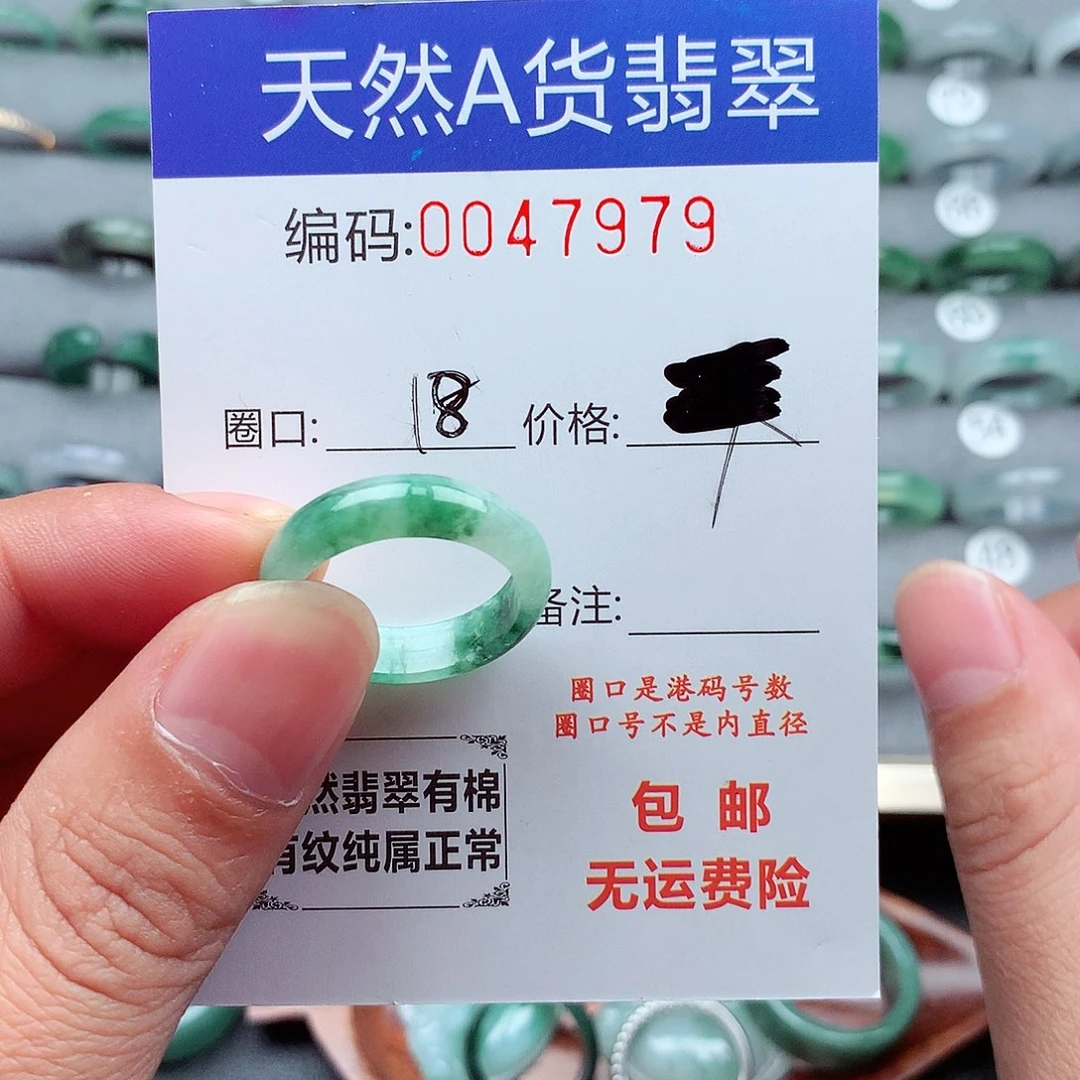 天然A货翡翠
编码:0047979
圈口: 18 价格:
备注:
圈口是港码号数
圈口号不是内直径
然翡翠有棉
有纹纯属正常
包 邮
无运费险